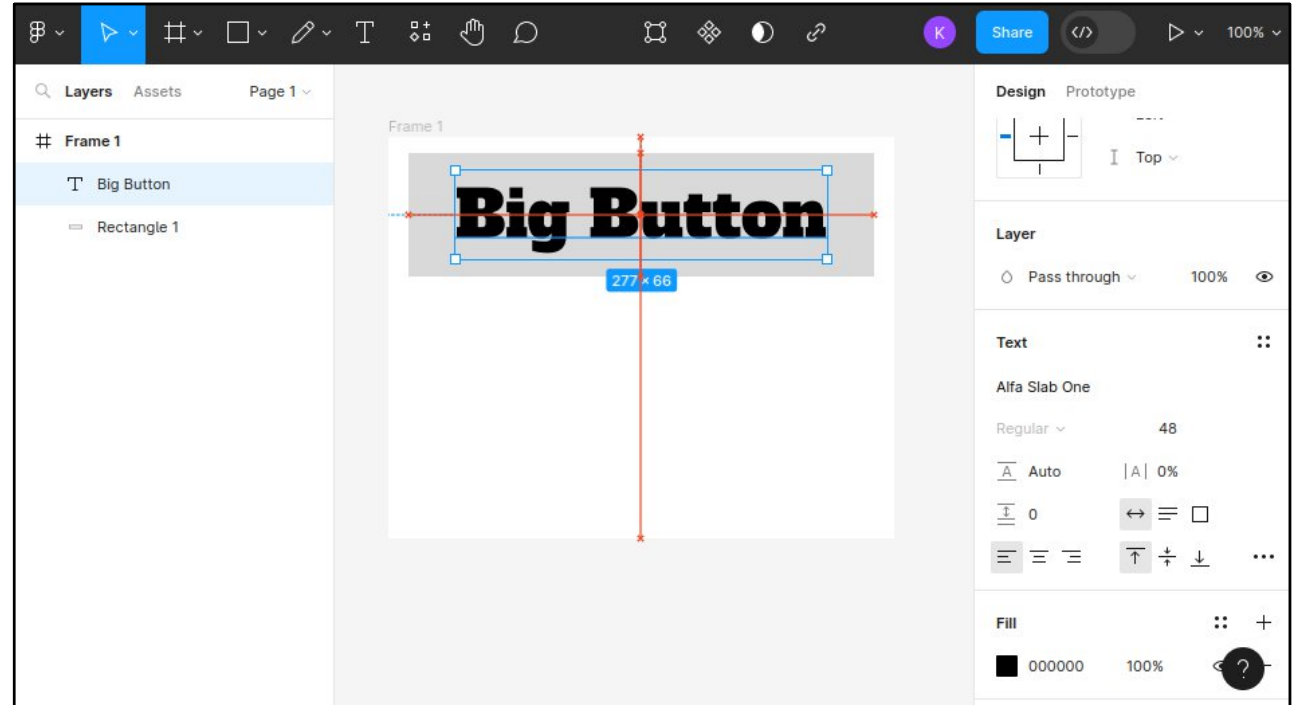 K
Share
</>
100%
Layers Assets Page 1
Design Prototype
Frame 1
T Big Button
Rectangle 1
Frame 1
Big Button
277 × 66
Top
Layer
Pass through 100%
Text
Alfa Slab One
Regular 48
A Auto |A| 0%
0
Fill
000000 100%
?